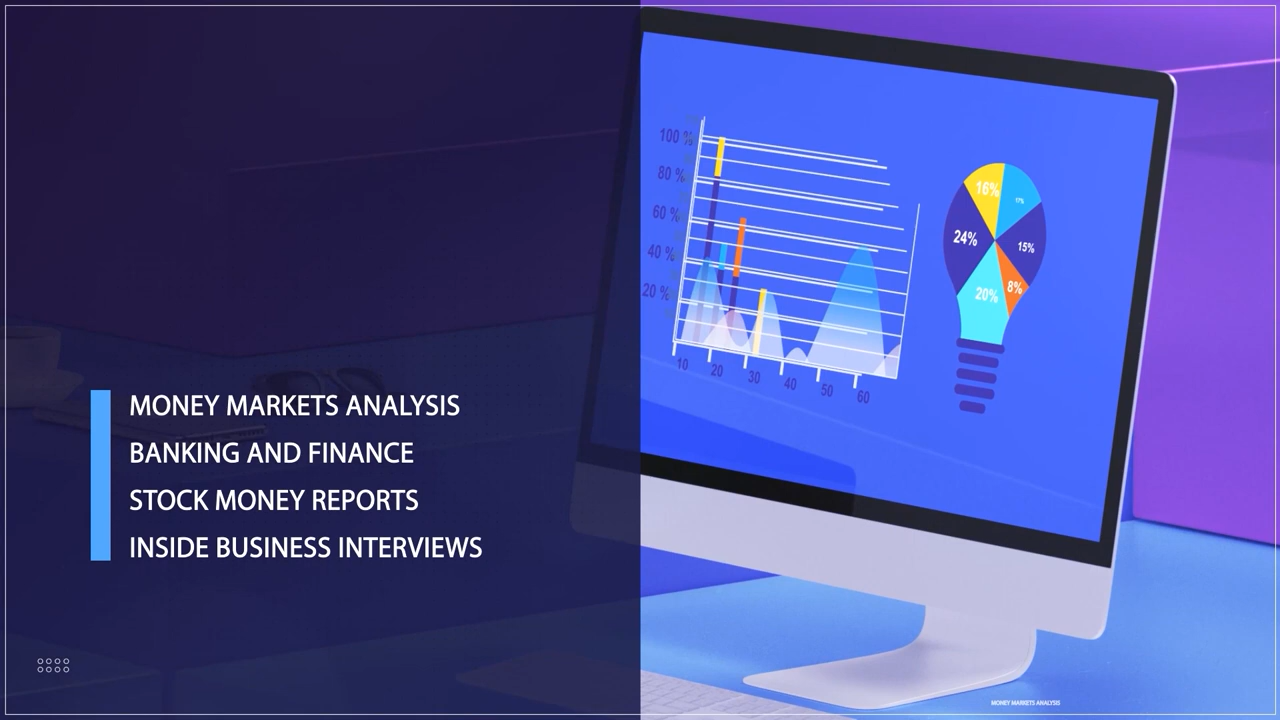 MONEY MARKETS ANALYSIS
BANKING AND FINANCE
STOCK MONEY REPORTS
INSIDE BUSINESS INTERVIEWS
100 %
80 %
60 %
40 %
20 %
10 20 30 40 50 60
16%
17%
24%
15%
20%
8%
MONEY MARKETS ANALYSIS